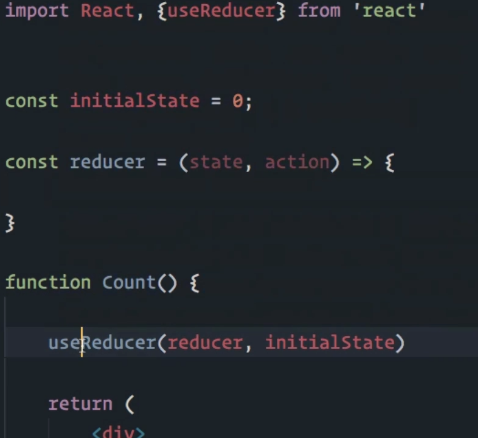 import React, {useReducer} from 'react'
const initialState = 0;
const reducer = (state, action) => {
}
function Count() {
useReducer(reducer, initialState)
return (
<div>